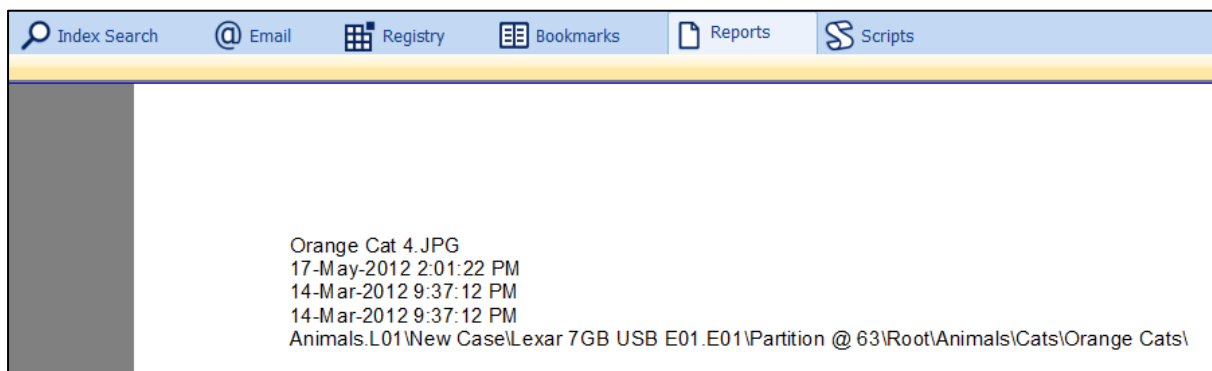 Index Search Email Registry Bookmarks Reports Scripts
Orange Cat 4.JPG
17-May-2012 2:01:22 PM
14-Mar-2012 9:37:12 PM
14-Mar-2012 9:37:12 PM
Animals.L01\New Case\Lexar 7GB USB E01.E01\Partition @ 63\Root\Animals\Cats\Orange Cats\